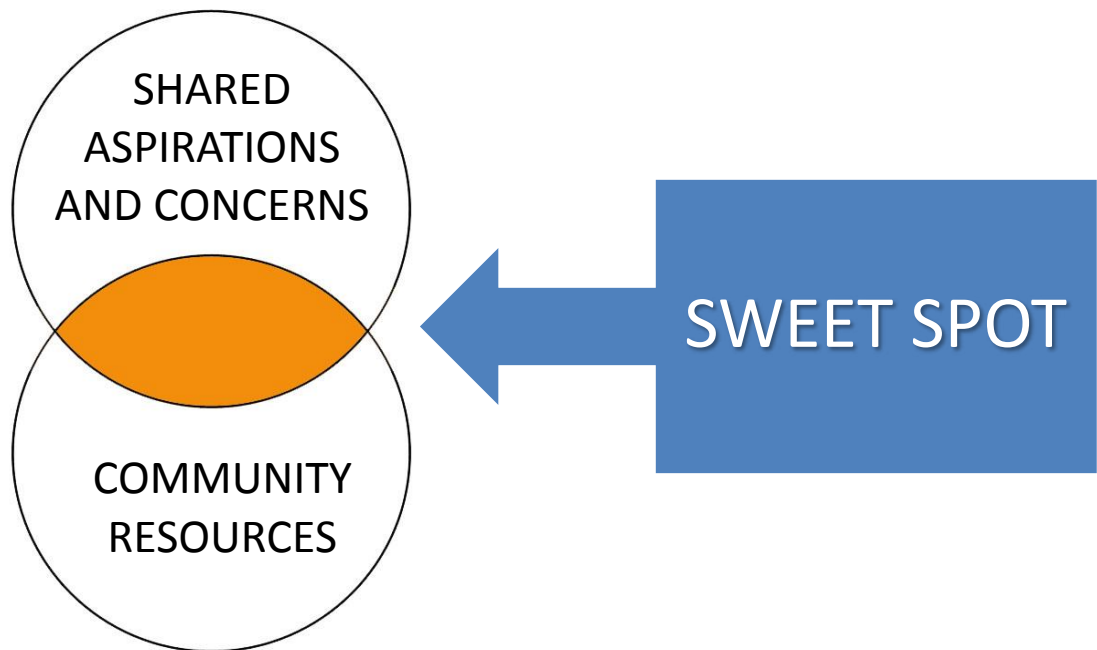 SHARED
ASPIRATIONS
AND CONCERNS
SWEET SPOT
COMMUNITY
RESOURCES